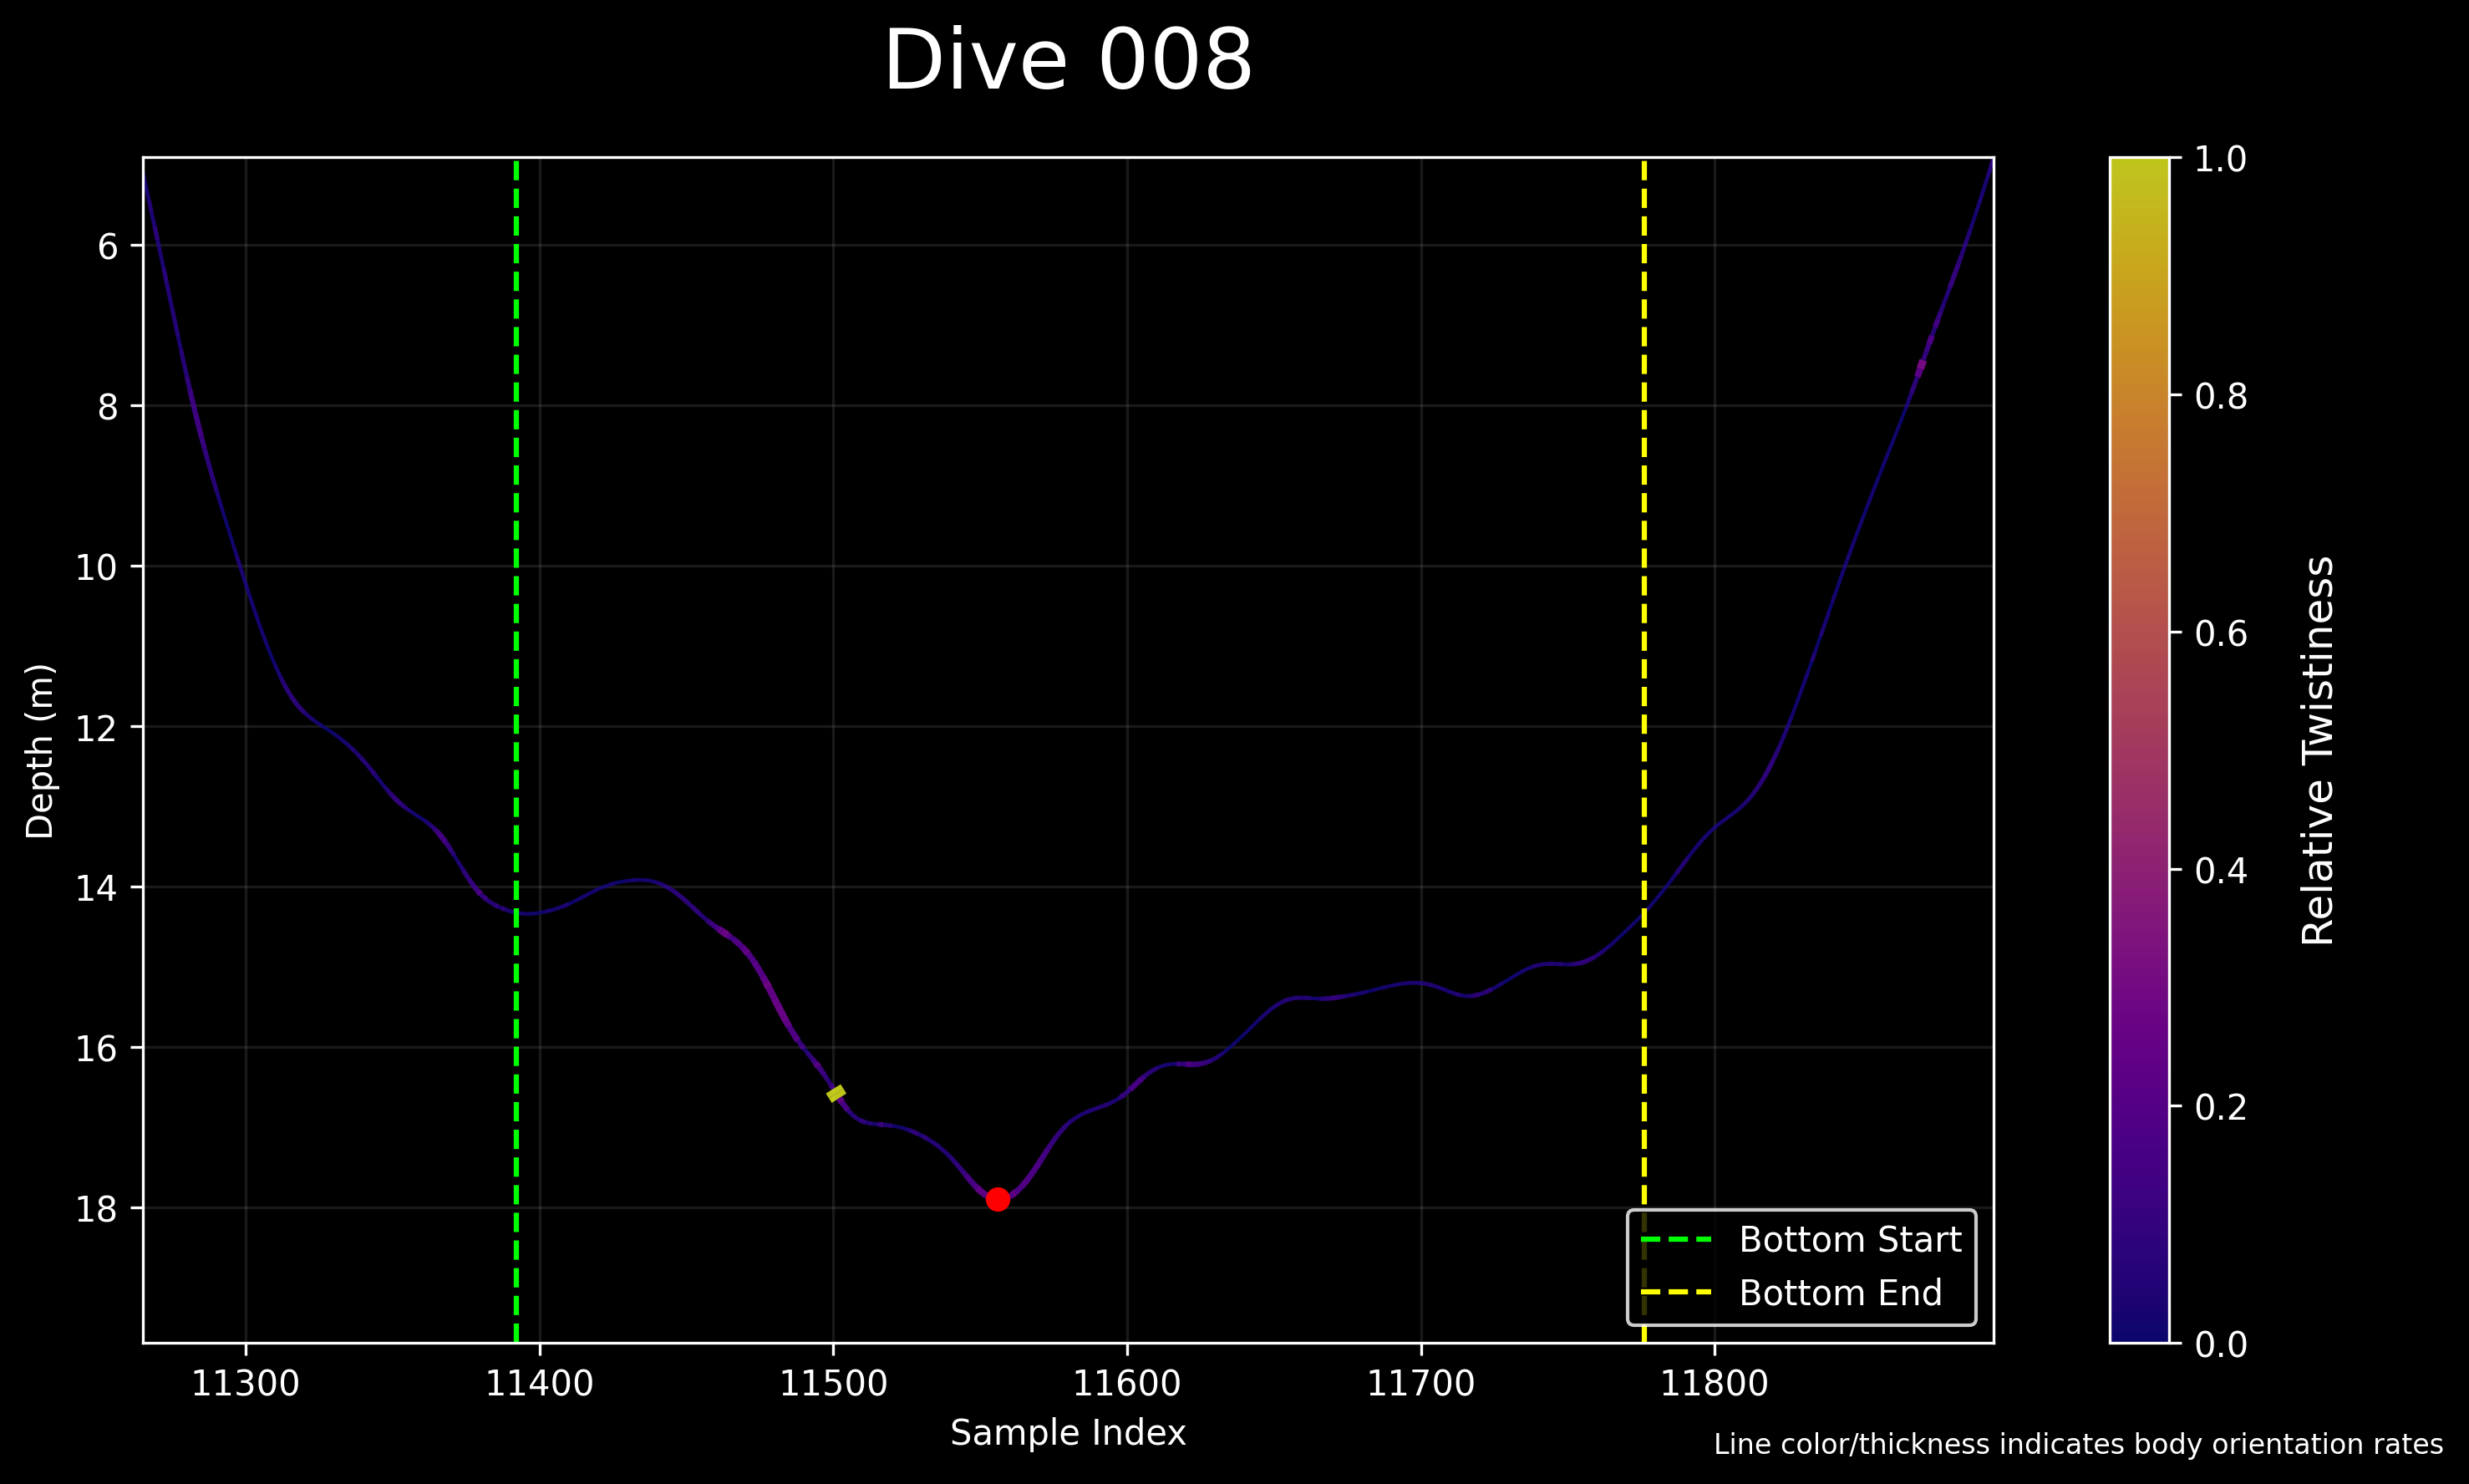 Dive 008
6
8
10
12
14
16
18
Depth (m)
11300
11400
11500
11600
11700
11800
Sample Index
Bottom Start
Bottom End
1.0
0.8
0.6
0.4
0.2
0.0
Relative Twistiness
Line color/thickness indicates body orientation rates